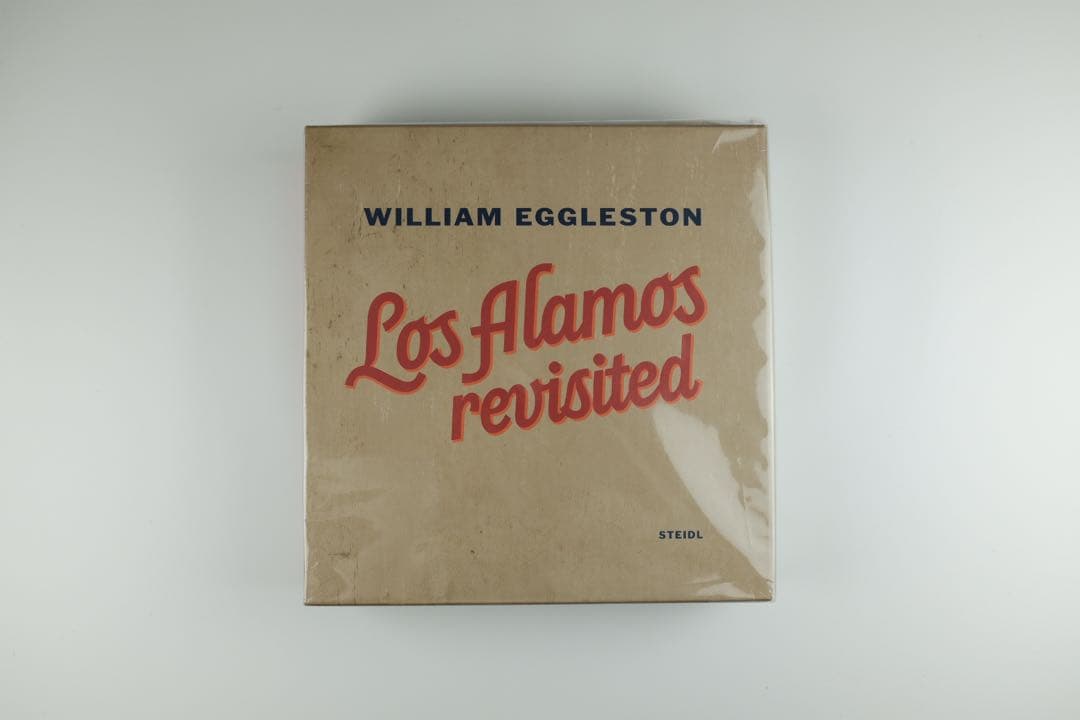 WILLIAM EGGLESTON
Los Alamos
revisited
STEIDL